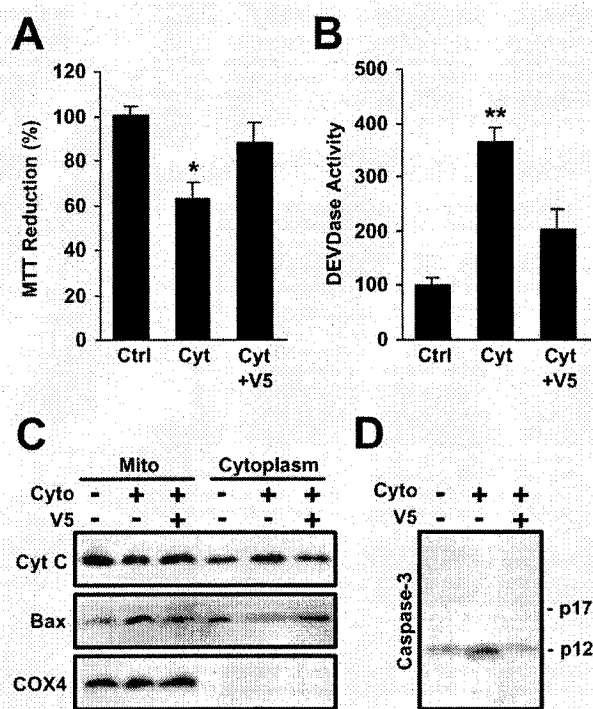 A
MTT Reduction (%)
120
100
80
60
40
20
0
*
Ctrl Cyt Cyt
+V5
B
DEVDase Activity
500
400
300
200
100
0
**
Ctrl Cyt Cyt
+V5
C
Mito Cytoplasm
Cyto - + + - + +
V5 - - + - - +
Cyt C
Bax
COX4
D
Cyto - + +
V5 - - +
Caspase-3
- p17
- p12